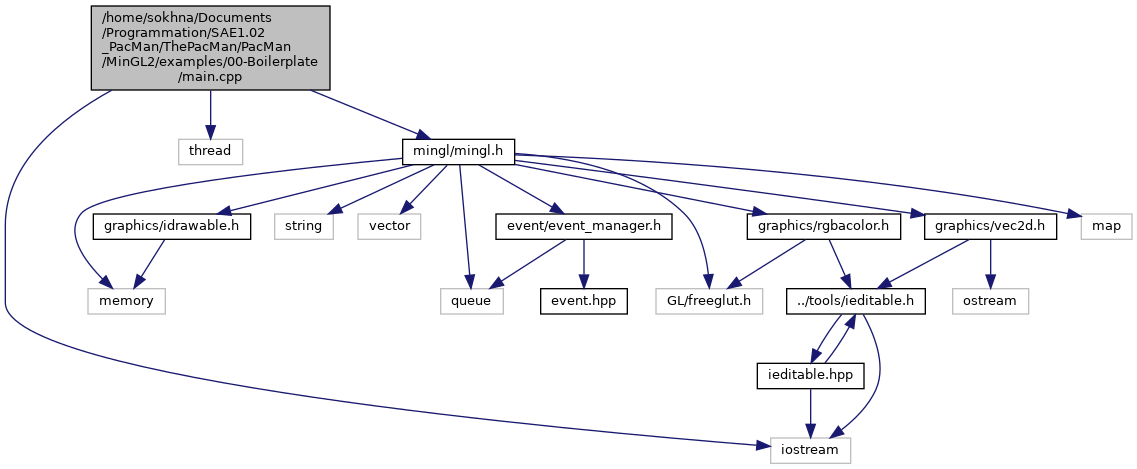 /home/sokhna/Documents
/Programmation/SAE1.02
_PacMan/ThePacMan/PacMan
/MinGL2/examples/00-Boilerplate
/main.cpp
thread
mingl/mingl.h
graphics/idrawable.h
string
vector
event/event_manager.h
graphics/rgbacolor.h
graphics/vec2d.h
map
memory
queue
event.hpp
GL/freeglut.h
../tools/ieditable.h
ostream
ieditable.hpp
iostream